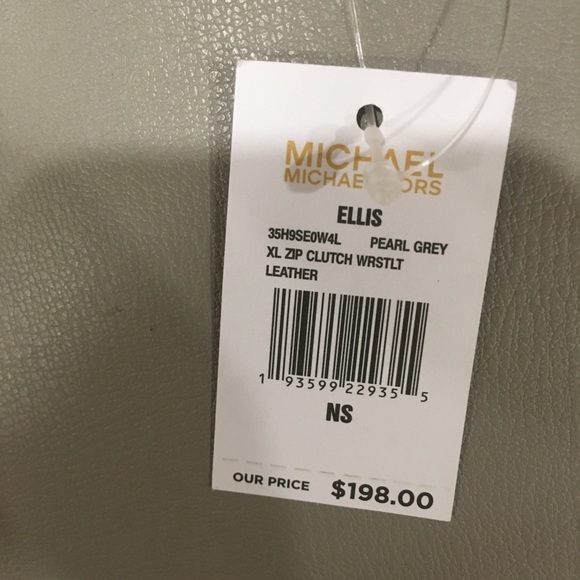 MICHAEL
MICHAEL KORS
ELLIS
35H9SE0W4L PEARL GREY
XL ZIP CLUTCH WRSTLT
LEATHER
1 93599 22935 5
NS
OUR PRICE $198.00